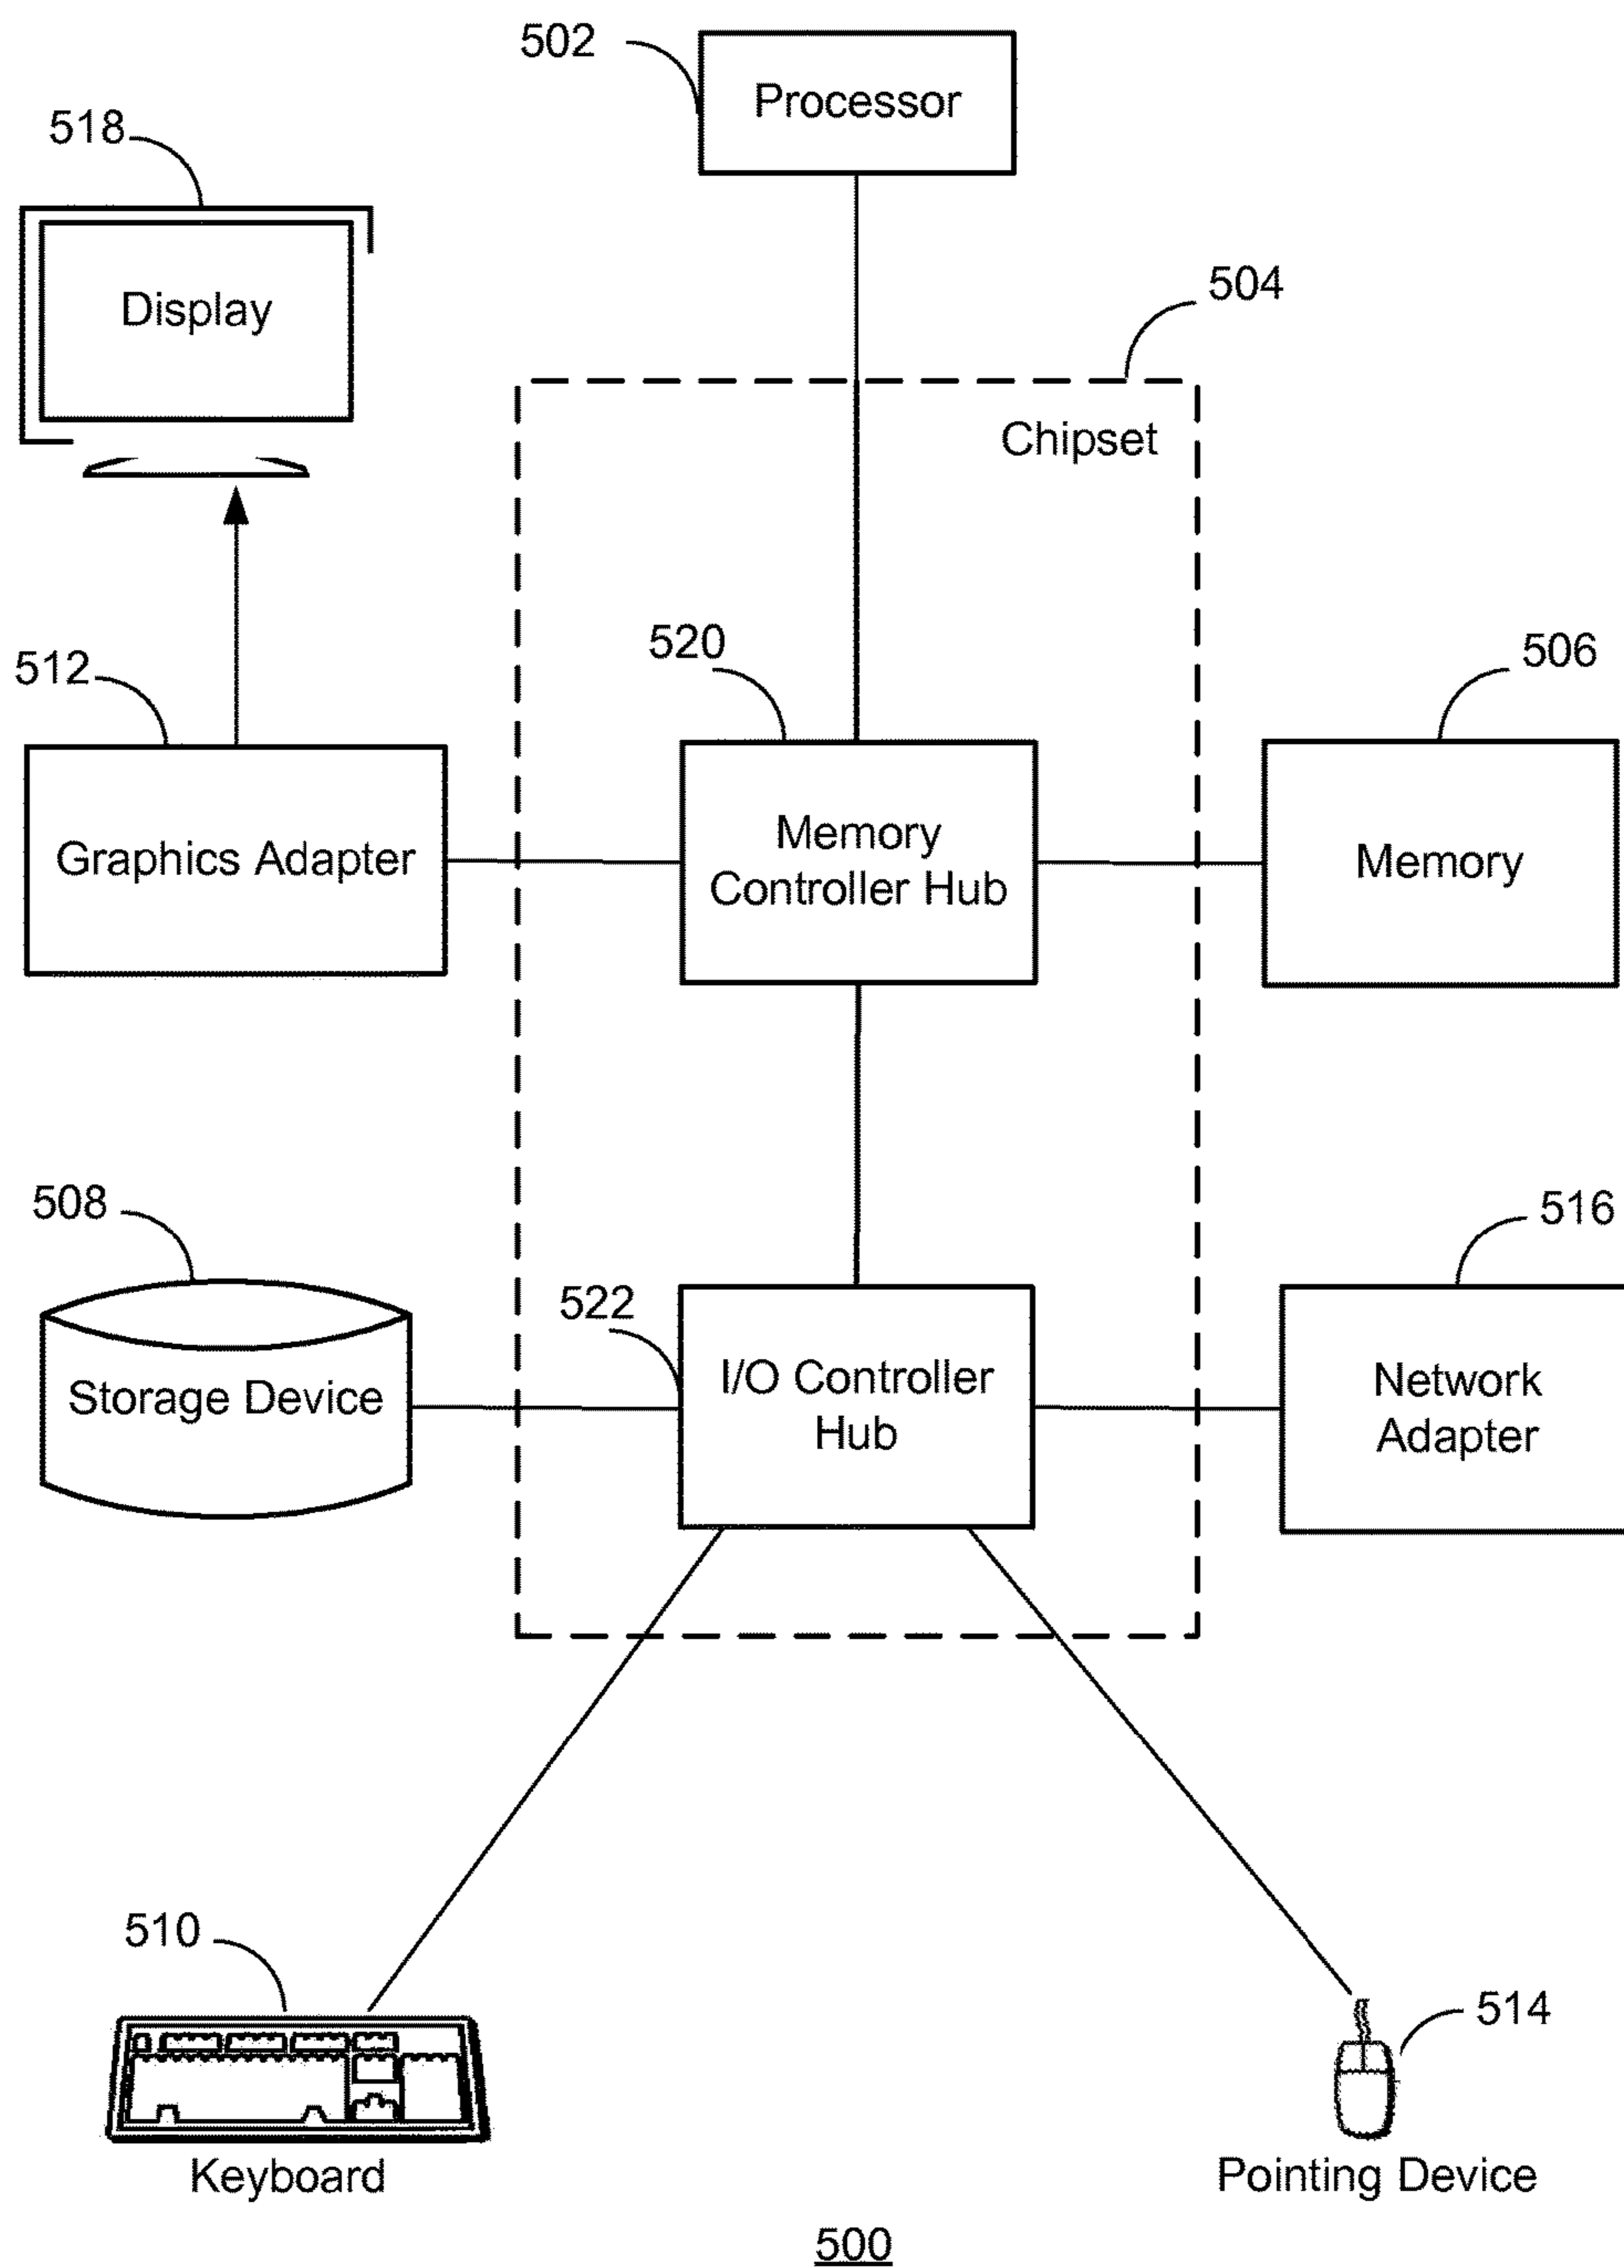 502
Processor
518
Display
504
Chipset
520
512
506
Memory
Controller Hub
Graphics Adapter
Memory
508
516
522
I/O Controller
Hub
Storage Device
Network
Adapter
510
514
Keyboard
Pointing Device
500